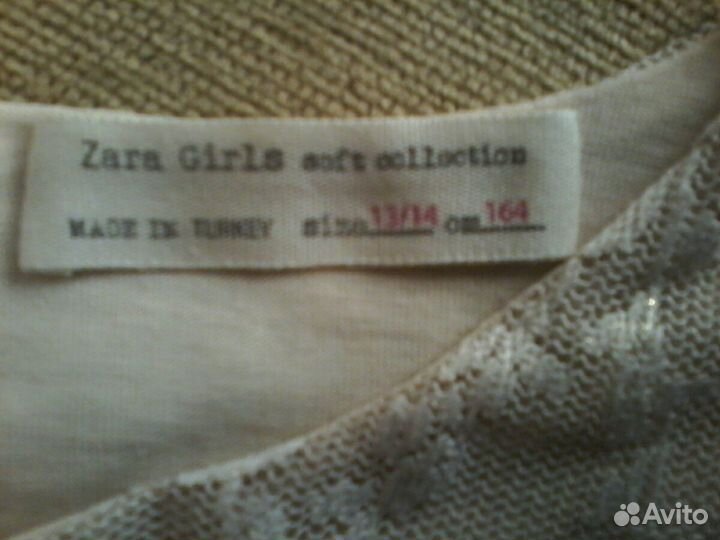 Zara Girls soft collection
MADE IN TURKEY size 13/14 cm 164
Avito